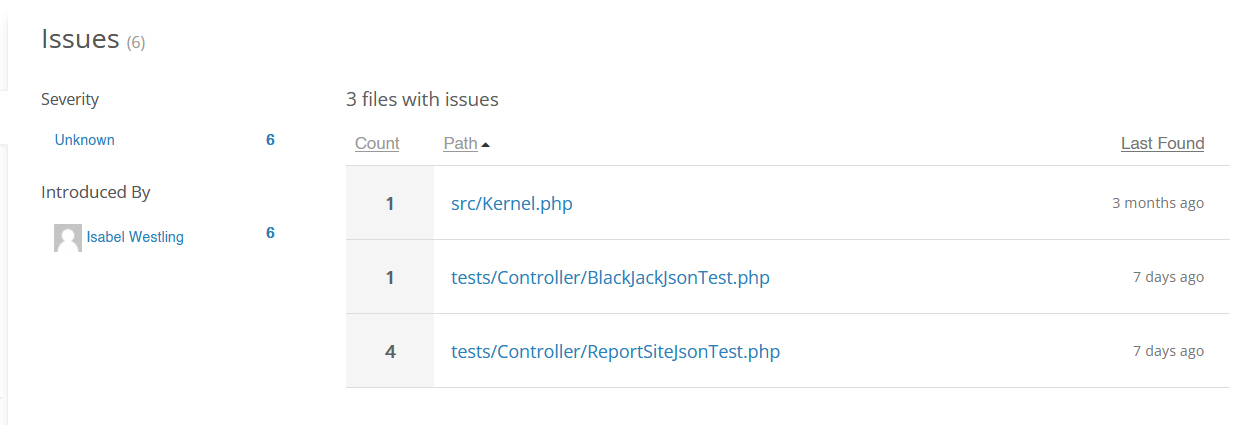 Issues (6)
Severity
Unknown 6
Introduced By
Isabel Westling 6
3 files with issues
Count Path Last Found
1 src/Kernel.php 3 months ago
1 tests/Controller/BlackJackJsonTest.php 7 days ago
4 tests/Controller/ReportSiteJsonTest.php 7 days ago